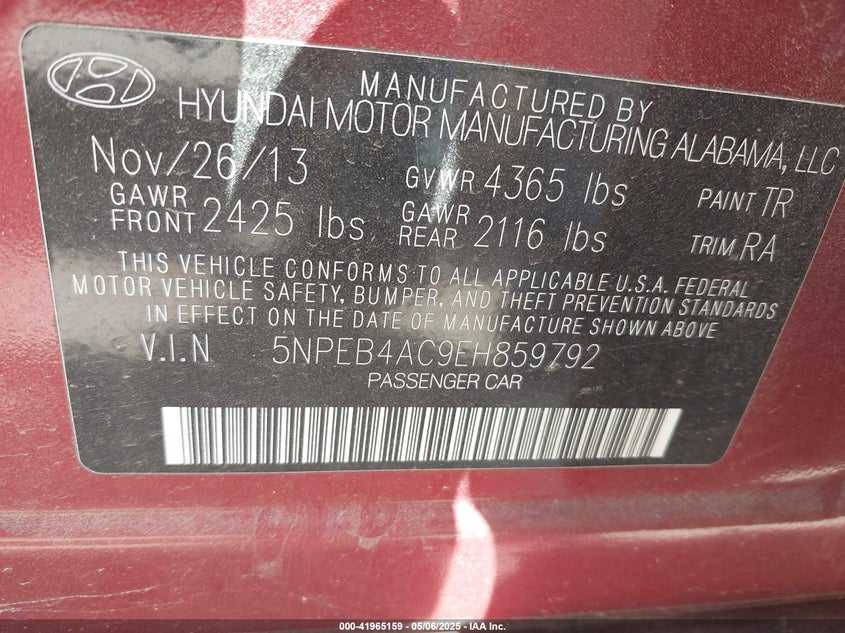 MANUFACTURED BY
HYUNDAI MOTOR MANUFACTURING ALABAMA, LLC
Nov/26/13 GVWR 4365 lbs PAINT TR
GAWR FRONT 2425 lbs GAWR REAR 2116 lbs TRIM RA
THIS VEHICLE CONFORMS TO ALL APPLICABLE U.S.A. FEDERAL
MOTOR VEHICLE SAFETY, BUMPER, AND THEFT PREVENTION STANDARDS
IN EFFECT ON THE DATE OF MANUFACTURE SHOWN ABOVE
V.I.N 5NPEB4AC9EH859792
PASSENGER CAR
000-41965159 - 05/06/2025 - IAA Inc.